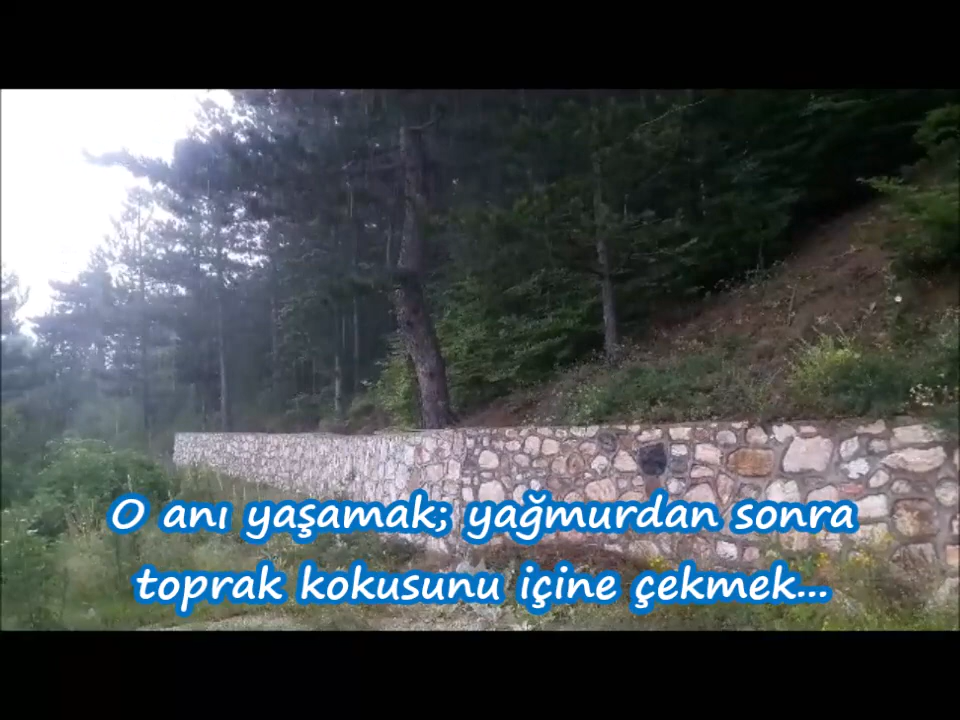 O anı yaşamak; yağmurdan sonra
toprak kokusunu içine çekmek...